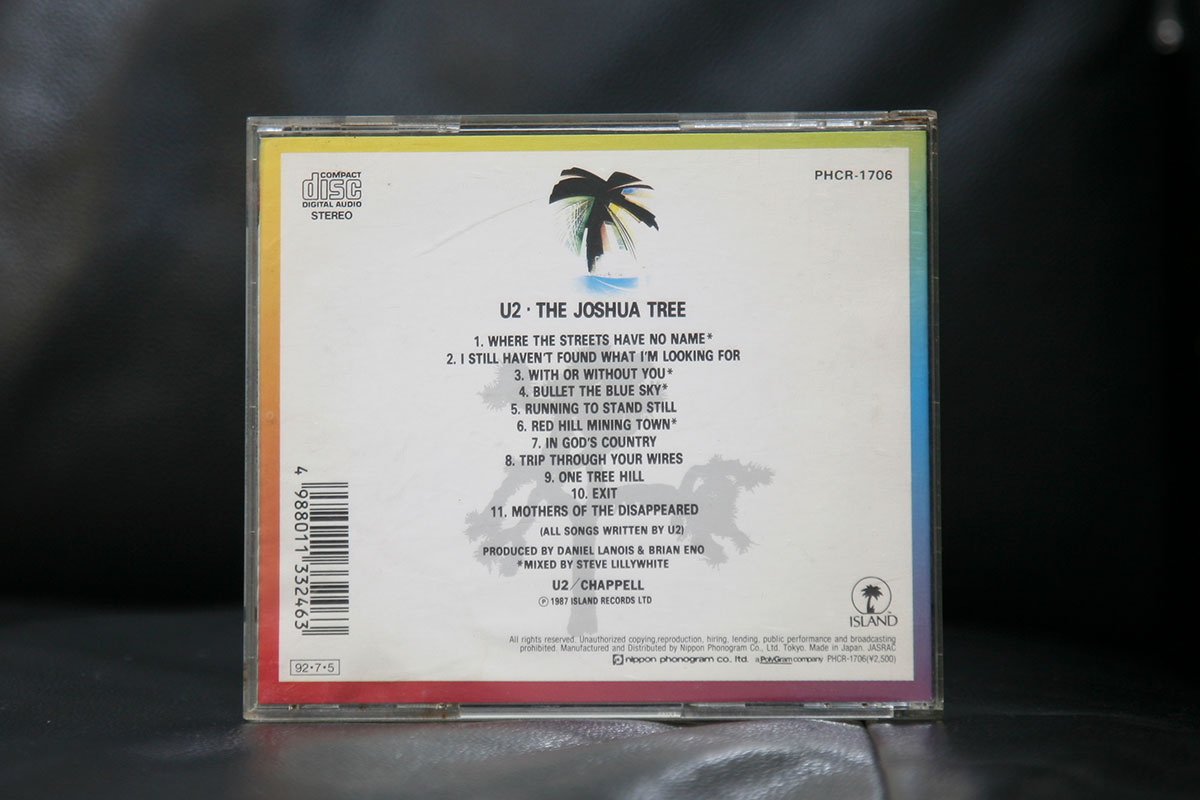 COMPACT
disc
DIGITAL AUDIO
STEREO
PHCR-1706
U2 · THE JOSHUA TREE
1. WHERE THE STREETS HAVE NO NAME*
2. I STILL HAVEN'T FOUND WHAT I'M LOOKING FOR
3. WITH OR WITHOUT YOU*
4. BULLET THE BLUE SKY*
5. RUNNING TO STAND STILL
6. RED HILL MINING TOWN*
7. IN GOD'S COUNTRY
8. TRIP THROUGH YOUR WIRES
9. ONE TREE HILL
10. EXIT
11. MOTHERS OF THE DISAPPEARED
(ALL SONGS WRITTEN BY U2)
PRODUCED BY DANIEL LANOIS & BRIAN ENO
*MIXED BY STEVE LILLYWHITE
U2/CHAPPELL
℗ 1987 ISLAND RECORDS LTD
4 988011 332463
ISLAND
TM
All rights reserved. Unauthorized copying, reproduction, hiring, lending, public performance and broadcasting
prohibited. Manufactured and Distributed by Nippon Phonogram Co., Ltd. Tokyo. Made in Japan. JASRAC
nippon phonogram co., ltd. a PolyGram company PHCR-1706(¥2,500)
92·7·5